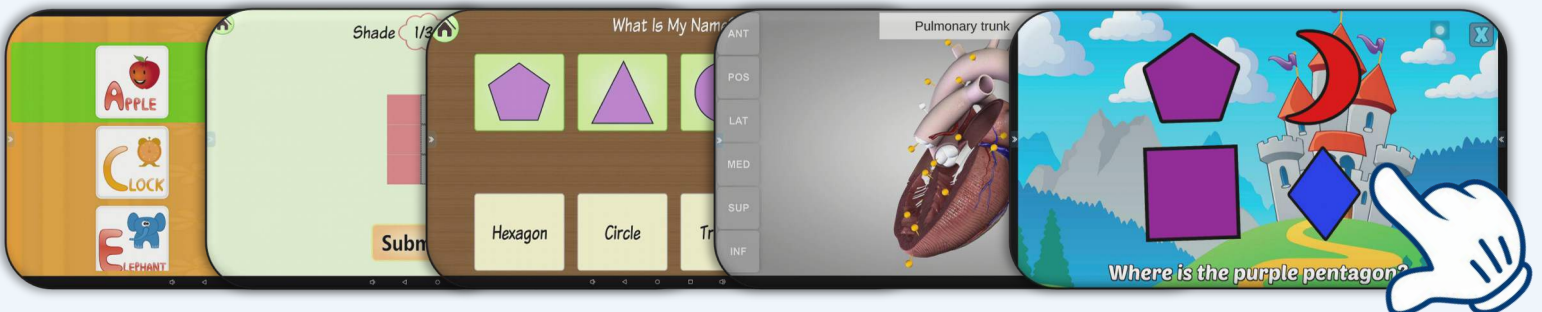 APPLE
CLOCK
ELEPHANT
Shade 1/3
Subm
What Is My Name
Hexagon
Circle
Tr
Pulmonary trunk
ANT
POS
LAT
MED
SUP
INF
X
Where is the purple pentagon?